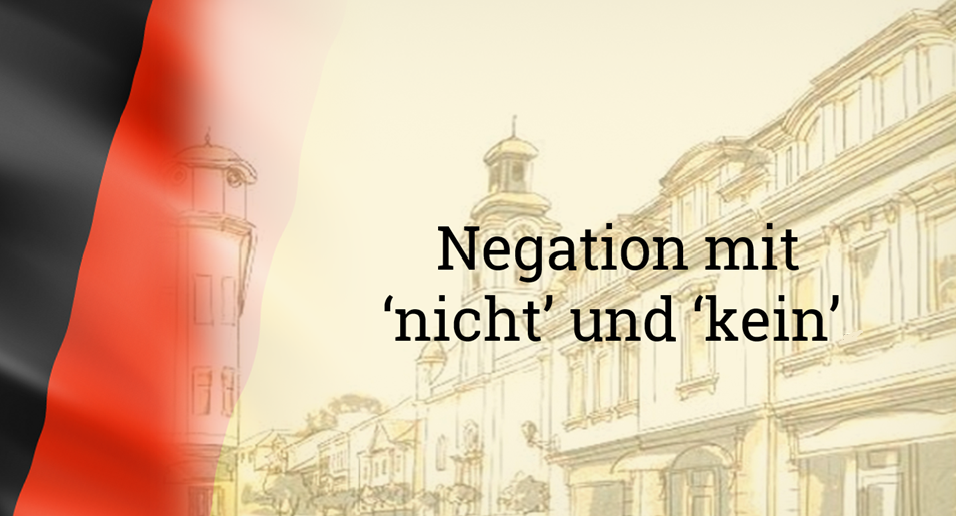 Negation mit
‘nicht’ und ‘kein’